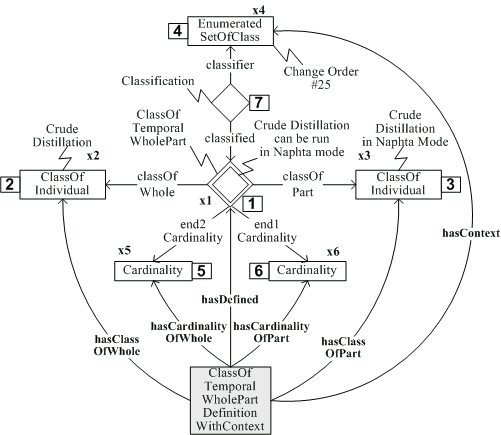 x4
4
Enumerated
SetOfClass
classifier
Change Order
#25
Classification
7
ClassOf
Temporal
WholePart
classified
Crude Distillation
can be run
in Naphta mode
Crude
Distillation
in Naphta Mode
x3
Crude
Distillation
x2
2
ClassOf
Individual
classOf
Whole
classOf
Part
ClassOf
Individual
3
x1
1
hasContext
end2
Cardinality
end1
Cardinality
x5
x6
Cardinality
5
6
Cardinality
hasDefined
hasCardinality
OfWhole
hasCardinality
OfPart
hasClass
OfWhole
hasClass
OfPart
ClassOf
Temporal
WholePart
Definition
WithContext